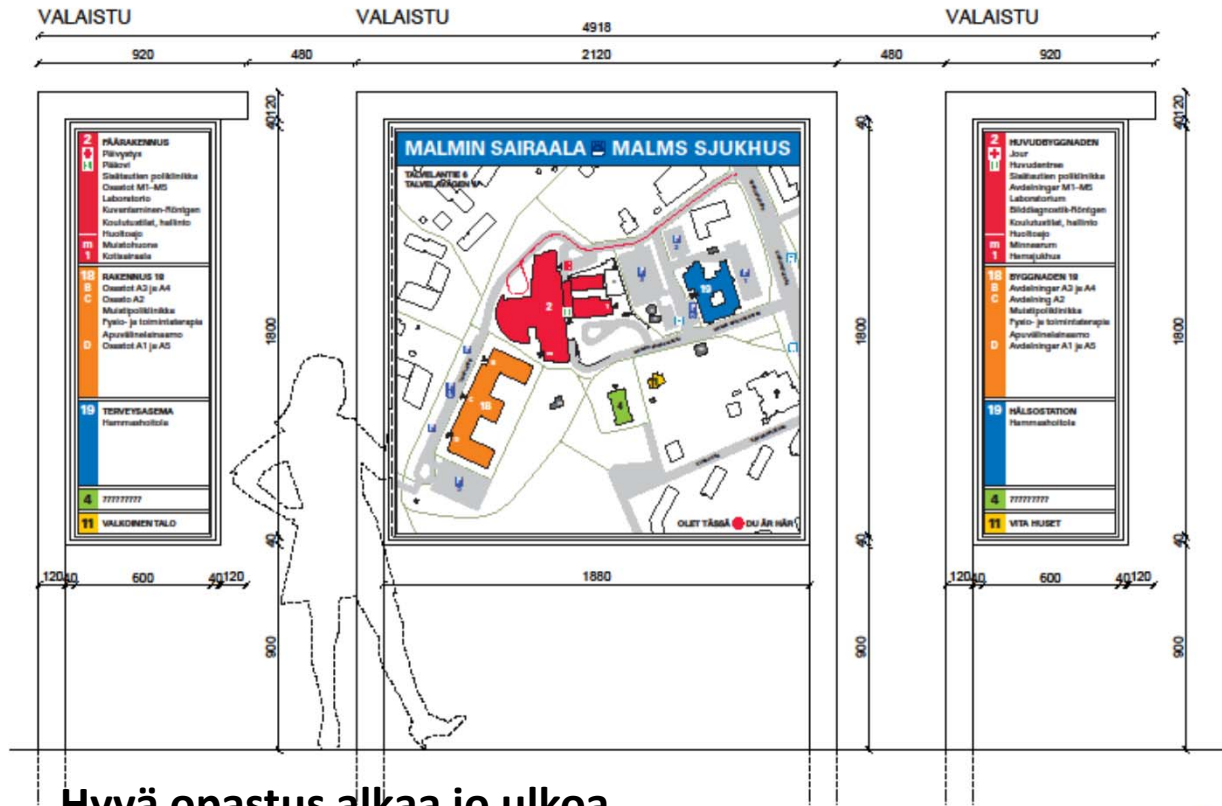 VALAISTU VALAISTU VALAISTU
4918
920 480 2120 480 920
120
40
1800
40
900
2 PÄÄRAKENNUS
Päivystys
H Pääovi
Sisätautien poliklinikka
Osastot M1–M5
Laboratorio
Kuvantaminen-Röntgen
Koulutustilat, hallinto
Huoltoajo
m Muistohuone
1 Kotisairaala
18 RAKENNUS 18
B Osastot A3 ja A4
C Osasto A2
Muistipoliklinikka
Fysio- ja toimintaterapia
Apuvälinelainaamo
D Osastot A1 ja A5
19 TERVEYSASEMA
Hammashoitola
4 ?????????
11 VALKOINEN TALO
120 40 600 40 120
MALMIN SAIRAALA MALMS SJUKHUS
TALVELANTIE 6
TALVELAVÄGEN
2
18
19
4
OLET TÄSSÄ DU ÄR HÄR
1880
40
1800
40
900
2 HUVUDBYGGNADEN
Jour
Huvudentree
Sisätautien poliklinikka
Avdelningar M1–M5
Laboratorium
Bilddiagnostik-Röntgen
Koulutustilat, hallinto
Huoltoajo
m Minnesrum
1 Hemsjukhus
18 BYGGNADEN 18
B Avdelningar A3 ja A4
C Avdelning A2
Muistipoliklinikka
Fysio- ja toimintaterapia
Apuvälinelainaamo
D Avdelningar A1 ja A5
19 HÄLSOSTATION
Hammashoitola
4 ?????????
11 VITA HUSET
120 40 600 40 120
120
40
1800
40
900
Hyvä opastus alkaa jo ulkoa